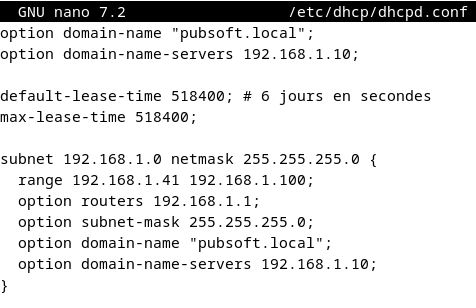 GNU nano 7.2 /etc/dhcp/dhcpd.conf
option domain-name "pubsoft.local";
option domain-name-servers 192.168.1.10;

default-lease-time 518400; # 6 jours en secondes
max-lease-time 518400;

subnet 192.168.1.0 netmask 255.255.255.0 {
  range 192.168.1.41 192.168.1.100;
  option routers 192.168.1.1;
  option subnet-mask 255.255.255.0;
  option domain-name "pubsoft.local";
  option domain-name-servers 192.168.1.10;
}